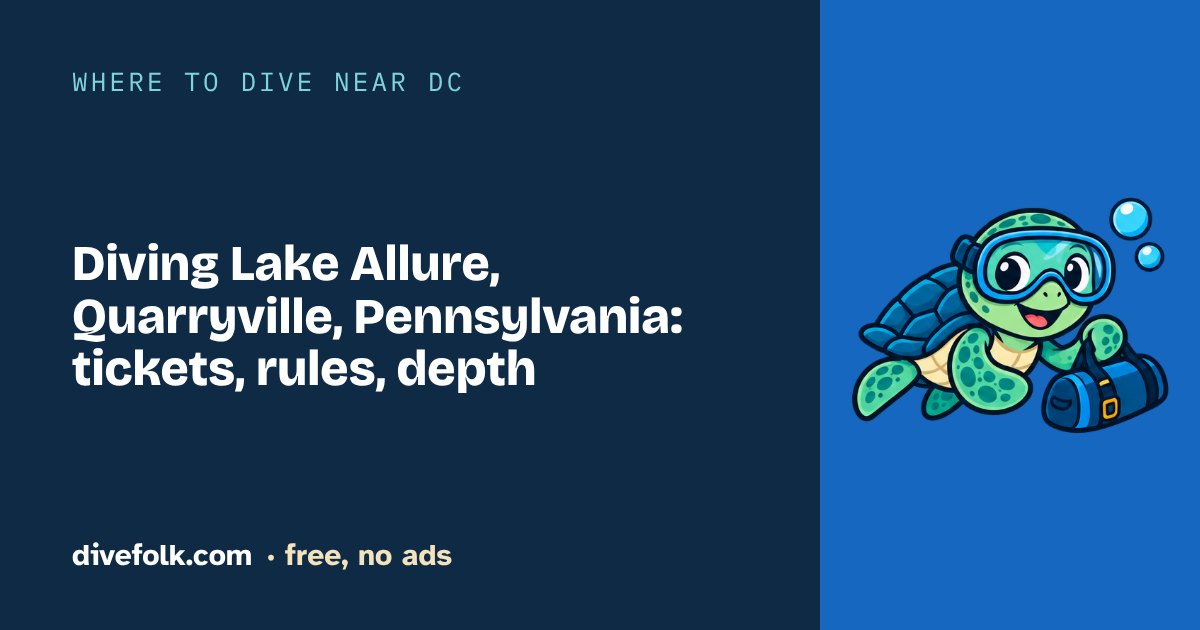 WHERE TO DIVE NEAR DC
Diving Lake Allure,
Quarryville, Pennsylvania:
tickets, rules, depth
divefolk.com · free, no ads